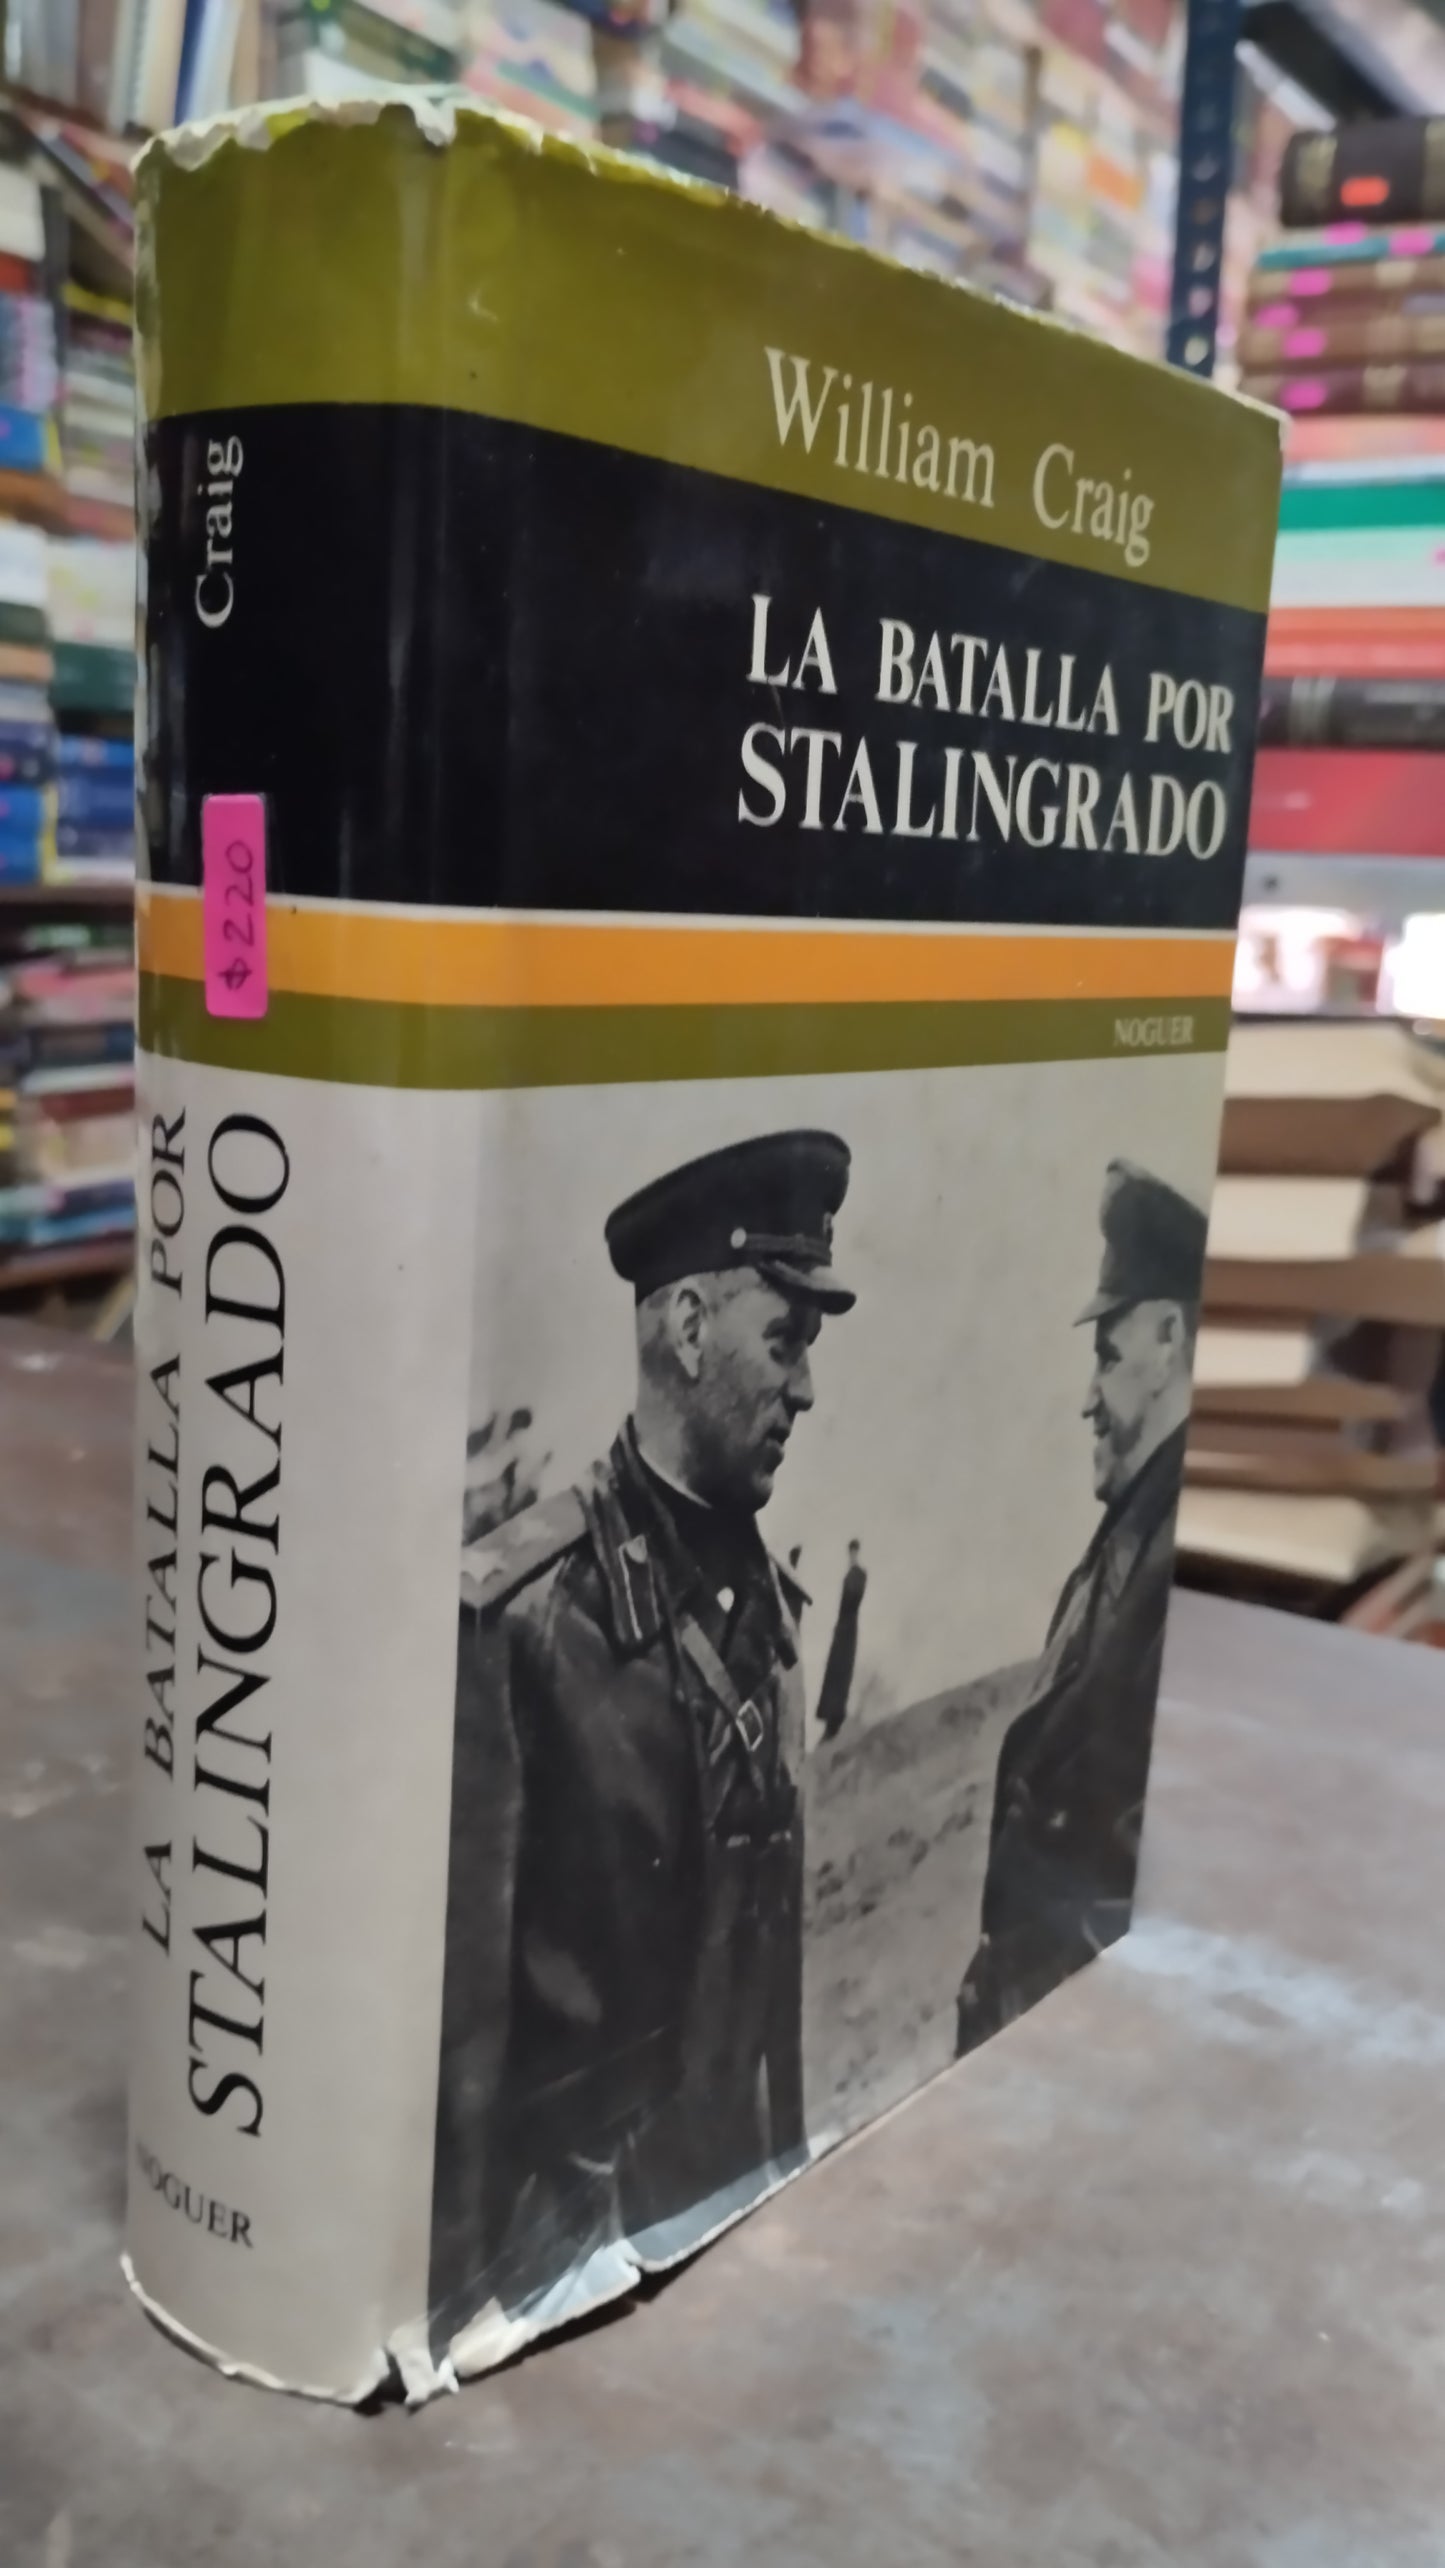 William Craig
LA BATALLA POR
STALINGRADO
NOGUER
Craig
$220
LA BATALLA POR
STALINGRADO
NOGUER